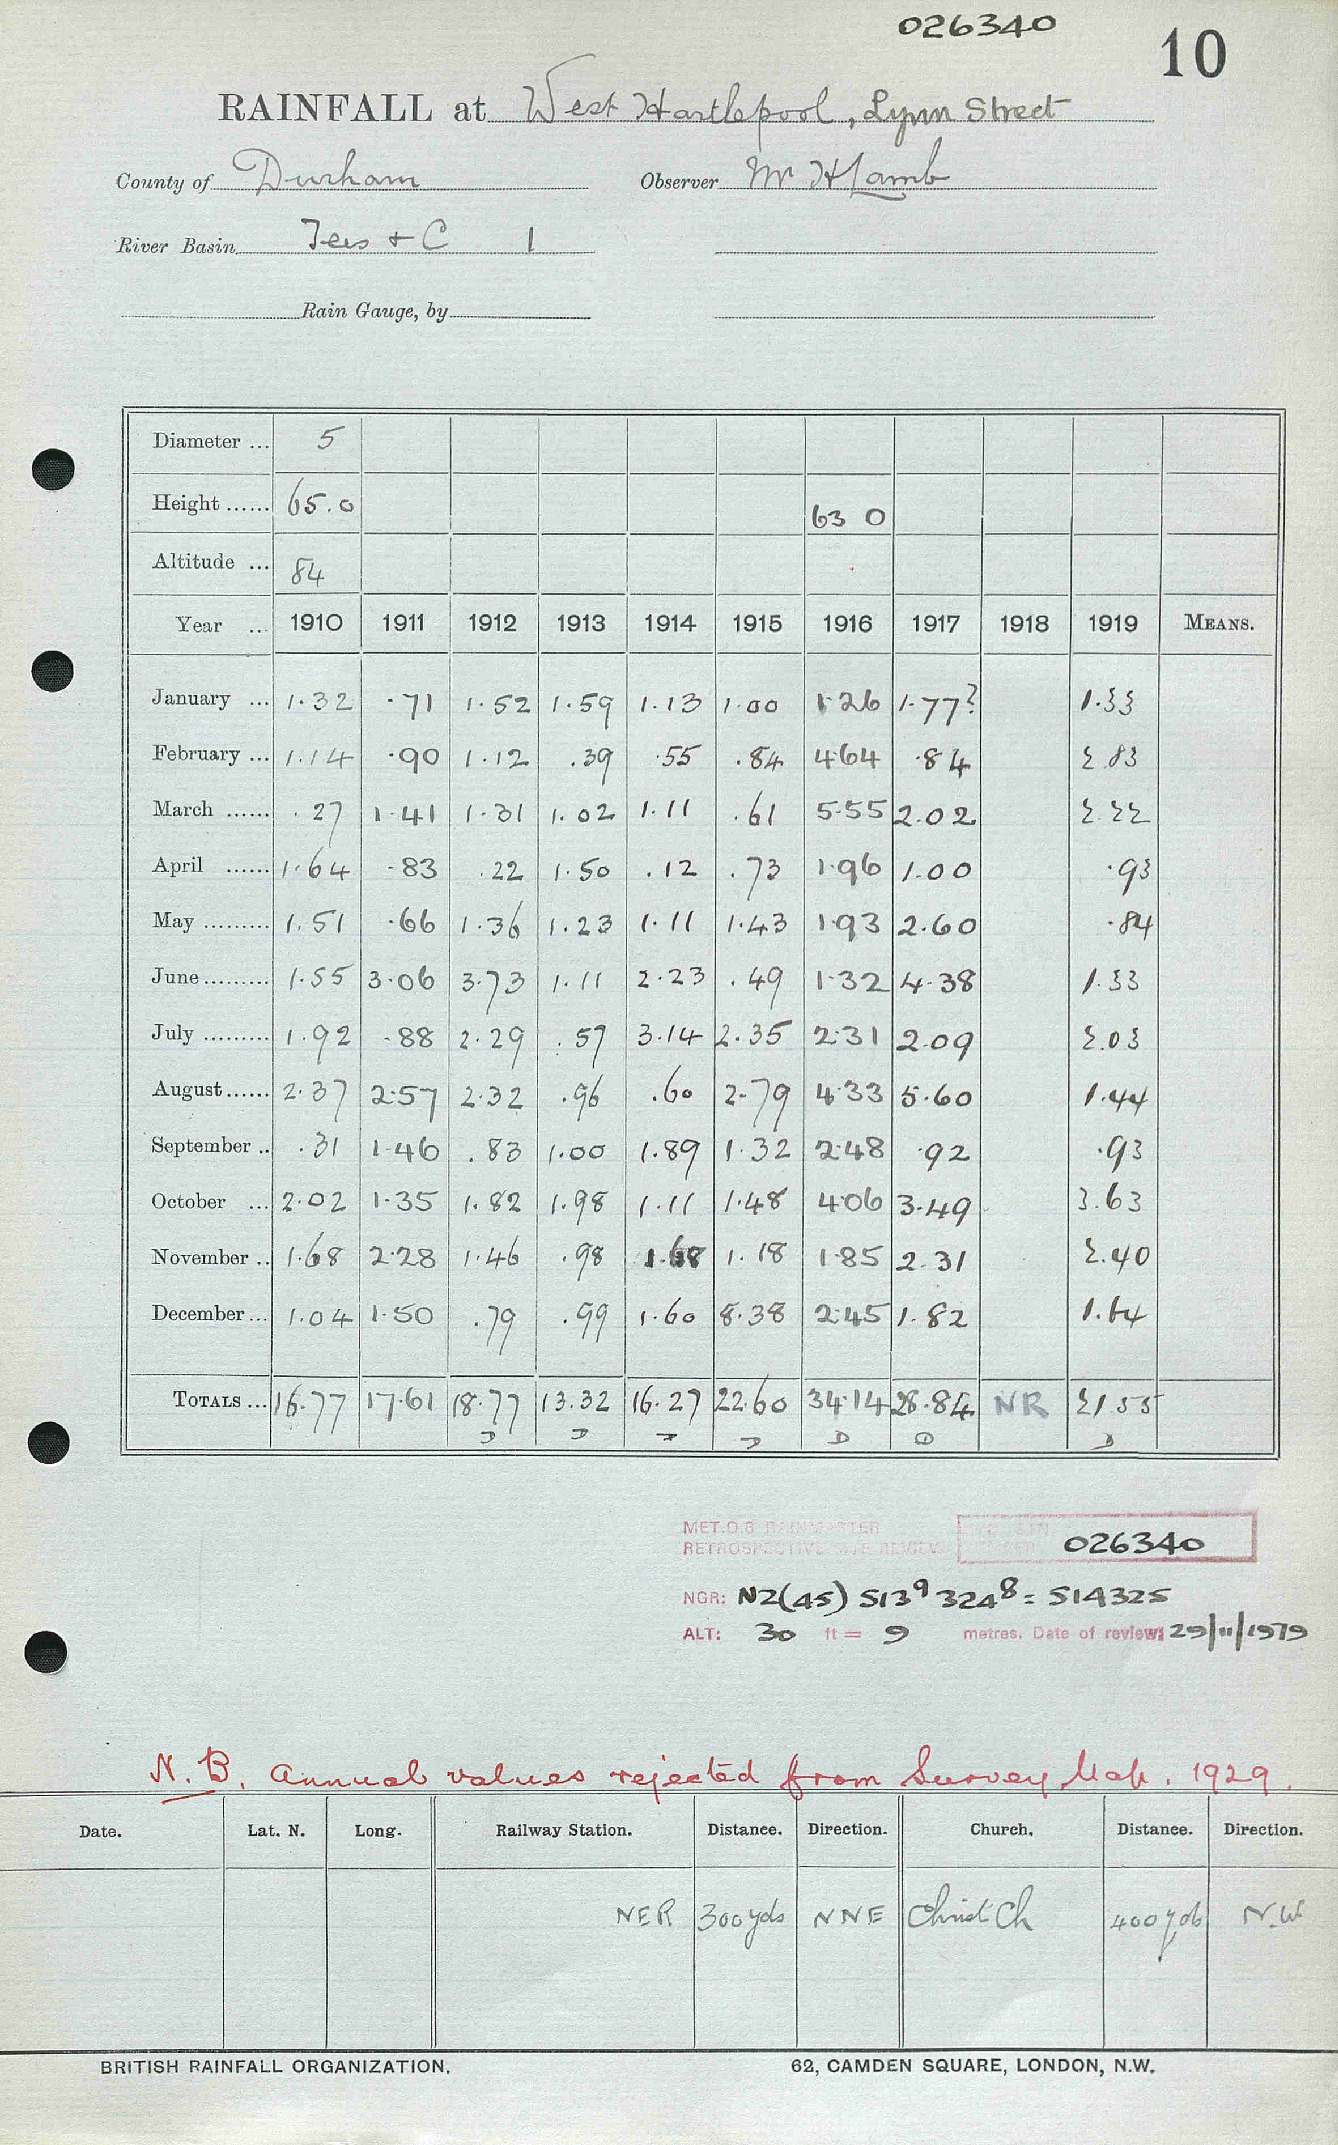 026340
10
RAINFALL at West Hartlepool, Lynn Street
County of Durham Observer Mr H Lamb
River Basin Tees + C 1
Rain Gauge, by
Diameter ... 5
Height ...... 65.0 63 0
Altitude ... 84
Year ... 1910 1911 1912 1913 1914 1915 1916 1917 1918 1919 MEANS.
January ... 1.32 .71 1.52 1.59 1.13 1.00 1.26 1.77? 1.33
February ... 1.14 .90 1.12 .39 .55 .84 4.64 .84 2.83
March ...... .27 1.41 1.31 1.02 1.11 .61 5.55 2.02 2.22
April ...... 1.64 .83 .22 1.50 .12 .73 1.96 1.00 .93
May ......... 1.51 .66 1.36 1.23 1.11 1.43 1.93 2.60 .84
June ......... 1.55 3.06 3.73 1.11 2.23 .49 1.32 4.38 1.33
July ......... 1.92 .88 2.29 .57 3.14 2.35 2.31 2.09 2.03
August ...... 2.37 2.57 2.32 .96 .60 2.79 4.33 5.60 1.44
September .. .31 1.46 .83 1.00 1.89 1.32 2.48 .92 .93
October ... 2.02 1.35 1.82 1.98 1.11 1.48 4.06 3.49 3.63
November .. 1.68 2.28 1.46 .98 1.68 1.18 1.85 2.31 2.40
December ... 1.04 1.50 .79 .99 1.60 8.38 2.45 1.82 1.64
TOTALS ... 16.77 17.61 18.77 13.32 16.27 22.60 34.14 28.84 NR 21 55
D D D D D D D
MET.O.8 RAINMASTER
RETROSPECTIVE SITE REVIEW 026340
NGR: NZ(45) 513⁹ 324⁸ = 514325
ALT: 30 ft = 9 metres. Date of review: 29/11/1979
N.B. Annual values rejected from Survey Map. 1929.
Date. Lat. N. Long. Railway Station. Distance. Direction. Church. Distance. Direction.
NER 300 yds NNE Christ Ch 400 yds N.W
BRITISH RAINFALL ORGANIZATION. 62, CAMDEN SQUARE, LONDON, N.W.